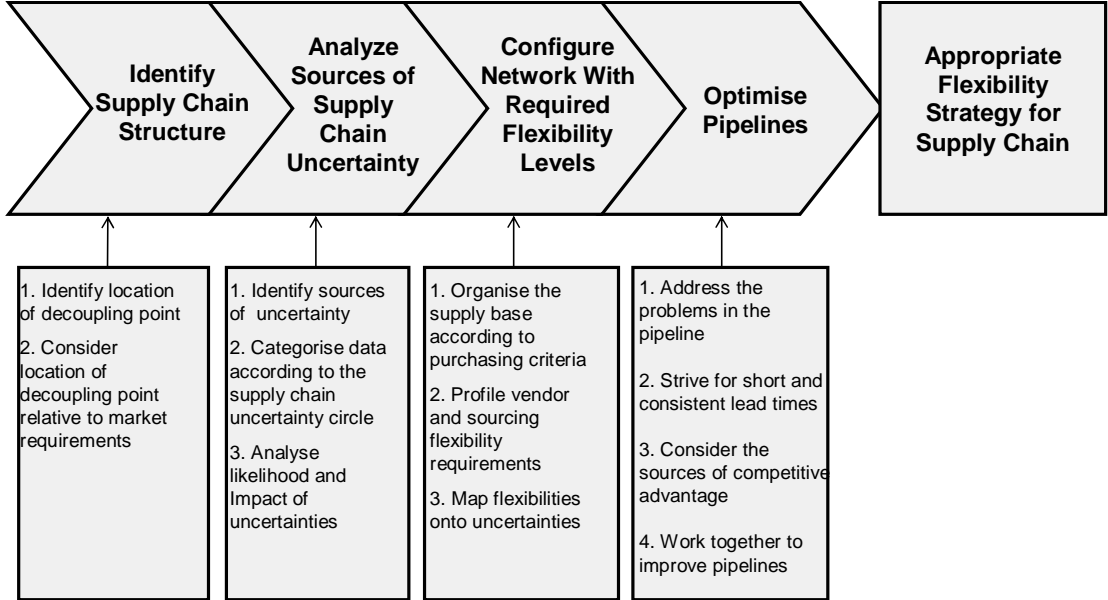 Identify
Supply Chain
Structure
Analyze
Sources of
Supply
Chain
Uncertainty
Configure
Network With
Required
Flexibility
Levels
Optimise
Pipelines
Appropriate
Flexibility
Strategy for
Supply Chain
1. Identify location
of decoupling point
2. Consider
location of
decoupling point
relative to market
requirements
1. Identify sources
of uncertainty
2. Categorise data
according to the
supply chain
uncertainty circle
3. Analyse
likelihood and
Impact of
uncertainties
1. Organise the
supply base
according to
purchasing criteria
2. Profile vendor
and sourcing
flexibility
requirements
3. Map flexibilities
onto uncertainties
1. Address the
problems in the
pipeline
2. Strive for short and
consistent lead times
3. Consider the
sources of competitive
advantage
4. Work together to
improve pipelines